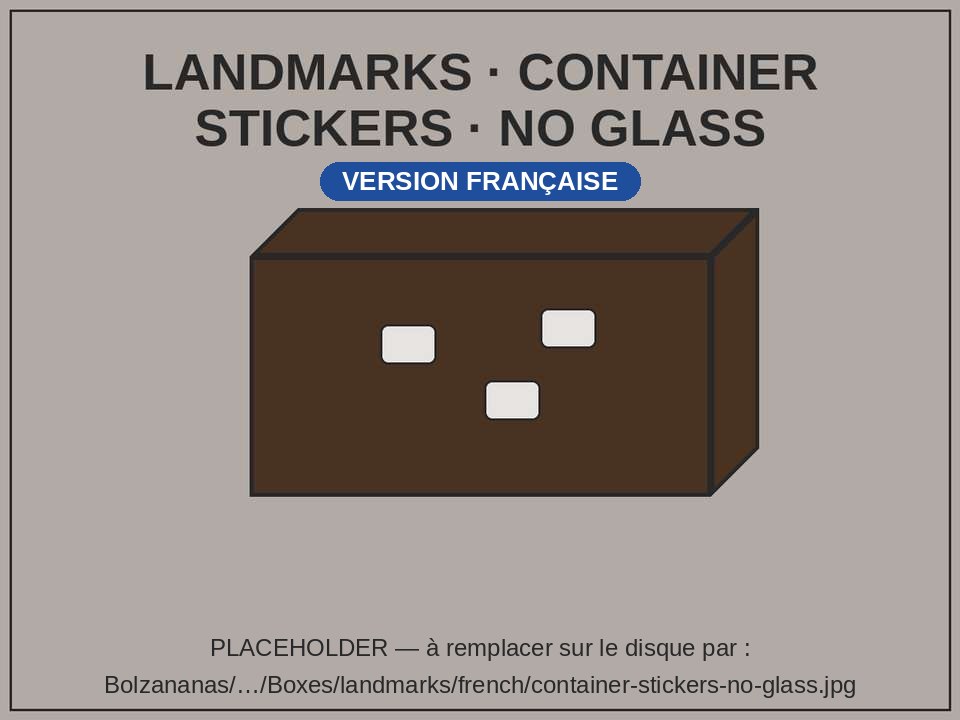 LANDMARKS · CONTAINER
STICKERS · NO GLASS
VERSION FRANÇAISE
PLACEHOLDER — à remplacer sur le disque par :
Bolzananas/…/Boxes/landmarks/french/container-stickers-no-glass.jpg